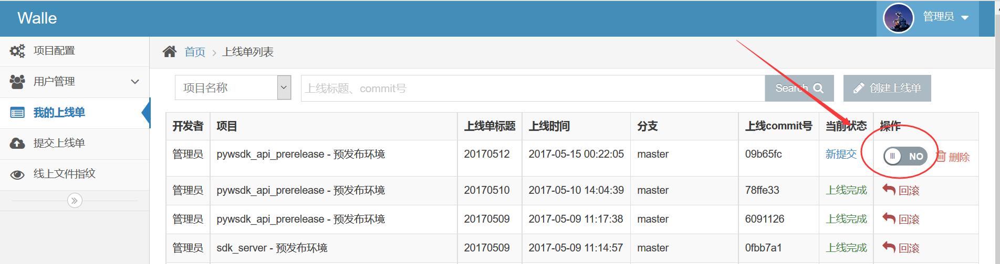 Walle
管理员
项目配置
用户管理
我的上线单
提交上线单
线上文件指纹
首页 > 上线单列表
项目名称 上线标题、commit号 Search 创建上线单
开发者 项目 上线单标题 上线时间 分支 上线commit号 当前状态 操作
管理员 pywsdk_api_prerelease - 预发布环境 20170512 2017-05-15 00:22:05 master 09b65fc 新提交 NO 删除
管理员 pywsdk_api_prerelease - 预发布环境 20170510 2017-05-10 14:04:39 master 78ffe33 上线完成 回滚
管理员 pywsdk_api_prerelease - 预发布环境 20170509 2017-05-09 11:17:38 master 6091126 上线完成 回滚
管理员 sdk_server - 预发布环境 20170509 2017-05-09 11:14:57 master 0fbb7a1 上线完成 回滚